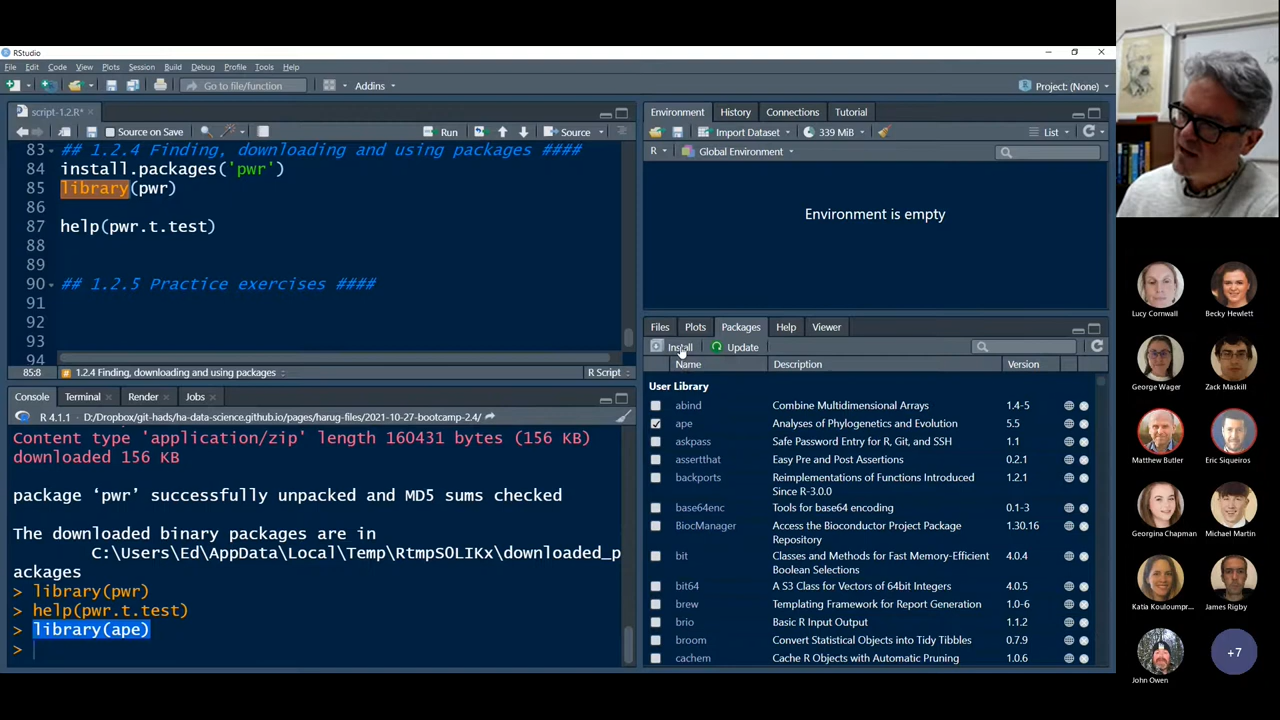 RStudio
File Edit Code View Plots Session Build Debug Profile Tools Help
Go to file/function
Addins
Project: (None)
script-1.2.R*
Source on Save
Run
Source
83 ## 1.2.4 Finding, downloading and using packages ####
84 install.packages('pwr')
85 library(pwr)
86
87 help(pwr.t.test)
88
89
90 ## 1.2.5 Practice exercises ####
91
92
93
94
85:8 # 1.2.4 Finding, downloading and using packages R Script
Console Terminal Render Jobs
R 4.1.1 · D:/Dropbox/git-hads/ha-data-science.github.io/pages/harug-files/2021-10-27-bootcamp-2.4/
Content type 'application/zip' length 160431 bytes (156 KB)
downloaded 156 KB
package ‘pwr’ successfully unpacked and MD5 sums checked
The downloaded binary packages are in
C:\Users\Ed\AppData\Local\Temp\RtmpSOLIKx\downloaded_p
ackages
> library(pwr)
> help(pwr.t.test)
> library(ape)
>
Environment History Connections Tutorial
Import Dataset 339 MiB List
R Global Environment
Environment is empty
Files Plots Packages Help Viewer
Install Update
Name Description Version
User Library
abind Combine Multidimensional Arrays 1.4-5
ape Analyses of Phylogenetics and Evolution 5.5
askpass Safe Password Entry for R, Git, and SSH 1.1
assertthat Easy Pre and Post Assertions 0.2.1
backports Reimplementations of Functions Introduced 1.2.1
Since R-3.0.0
base64enc Tools for base64 encoding 0.1-3
BiocManager Access the Bioconductor Project Package 1.30.16
Repository
bit Classes and Methods for Fast Memory-Efficient 4.0.4
Boolean Selections
bit64 A S3 Class for Vectors of 64bit Integers 4.0.5
brew Templating Framework for Report Generation 1.0-6
brio Basic R Input Output 1.1.2
broom Convert Statistical Objects into Tidy Tibbles 0.7.9
cachem Cache R Objects with Automatic Pruning 1.0.6
Lucy Cornwall Becky Hewlett
George Wager Zack Maskill
Matthew Butler Eric Siqueiros
Georgina Chapman Michael Martin
Katia Kouloumpr... James Rigby
John Owen
+7